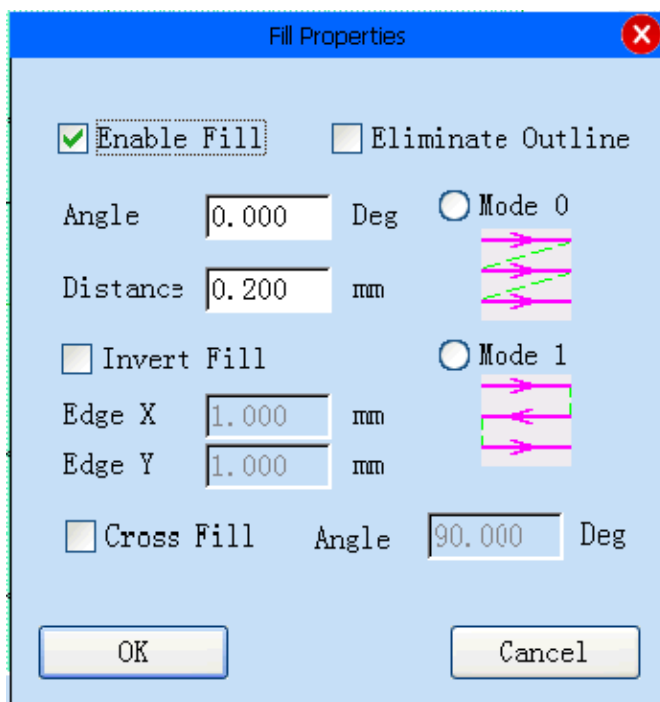 Fill Properties
Enable Fill Eliminate Outline
Angle 0.000 Deg Mode 0
Distance 0.200 mm
Invert Fill Mode 1
Edge X 1.000 mm
Edge Y 1.000 mm
Cross Fill Angle 90.000 Deg
OK Cancel